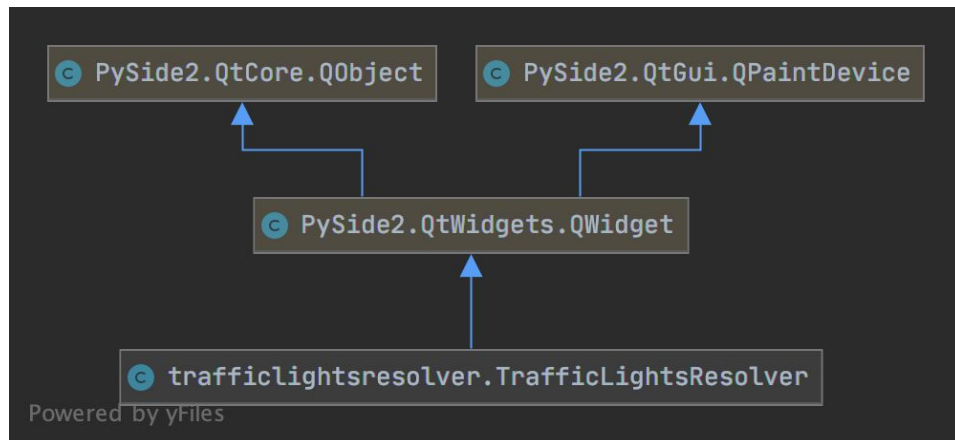 C PySide2.QtCore.QObject
C PySide2.QtGui.QPaintDevice
C PySide2.QtWidgets.QWidget
C trafficlightsresolver.TrafficLightsResolver
Powered by yFiles